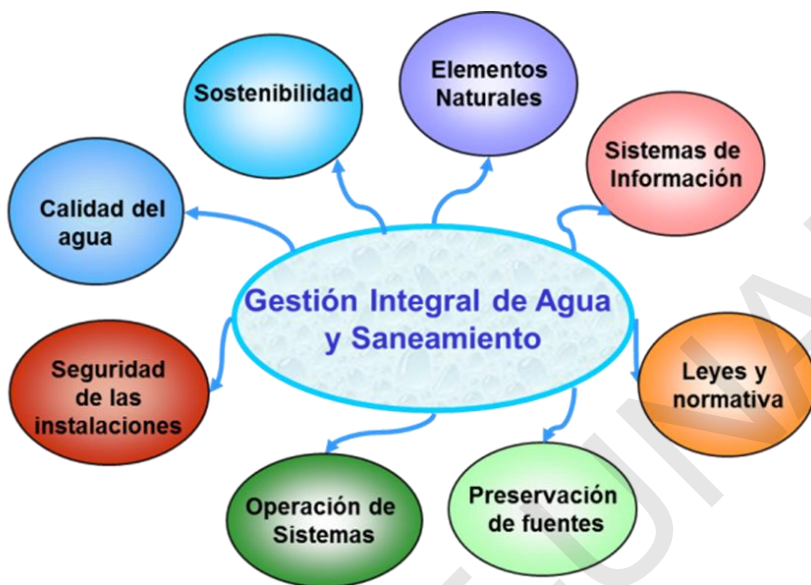 Elementos
Naturales
Sostenibilidad
Sistemas de
Información
Calidad del
agua
Gestión Integral de Agua
y Saneamiento
Seguridad
de las
instalaciones
Leyes y
normativa
Operación de
Sistemas
Preservación
de fuentes